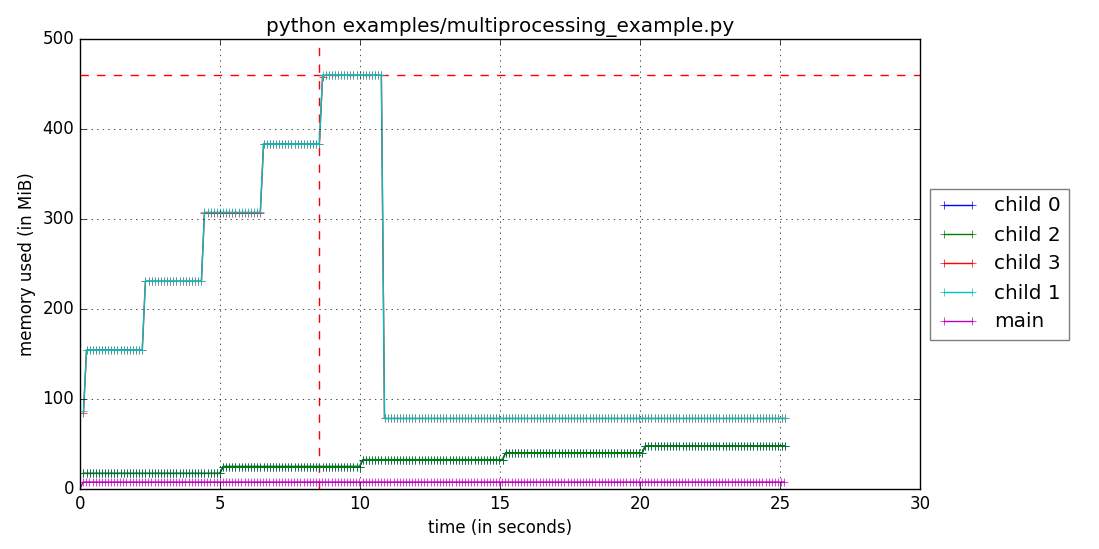 python examples/multiprocessing_example.py
500
400
300
200
100
0
memory used (in MiB)
0 5 10 15 20 25 30
time (in seconds)
child 0
child 2
child 3
child 1
main